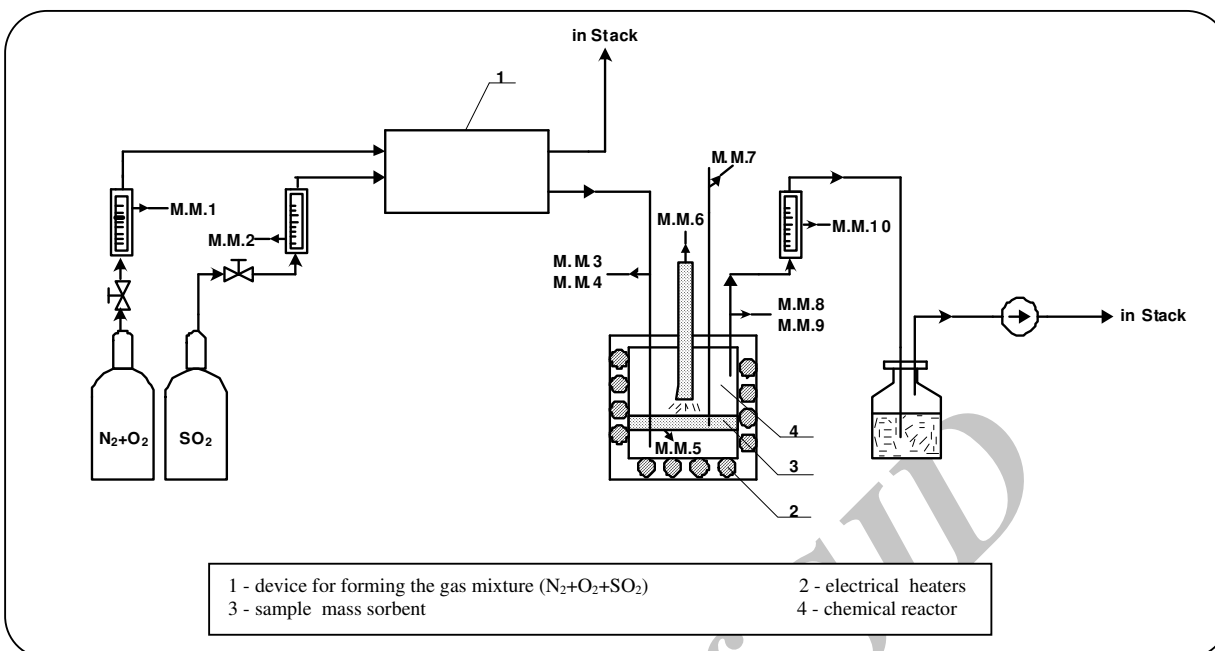 in Stack
1
M.M.1
M.M.2
M.M.7
M.M.6
M.M.3
M.M.4
M.M.10
M.M.8
M.M.9
in Stack
N₂+O₂
SO₂
4
M.M.5
3
2
1 - device for forming the gas mixture (N₂+O₂+SO₂) 2 - electrical heaters
3 - sample mass sorbent 4 - chemical reactor